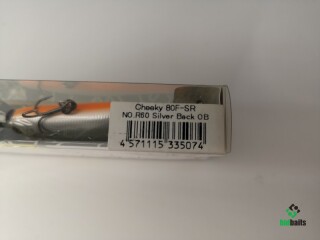 Cheeky 80F-SR
NO.R60 Silver Back OB
4 571115 335074